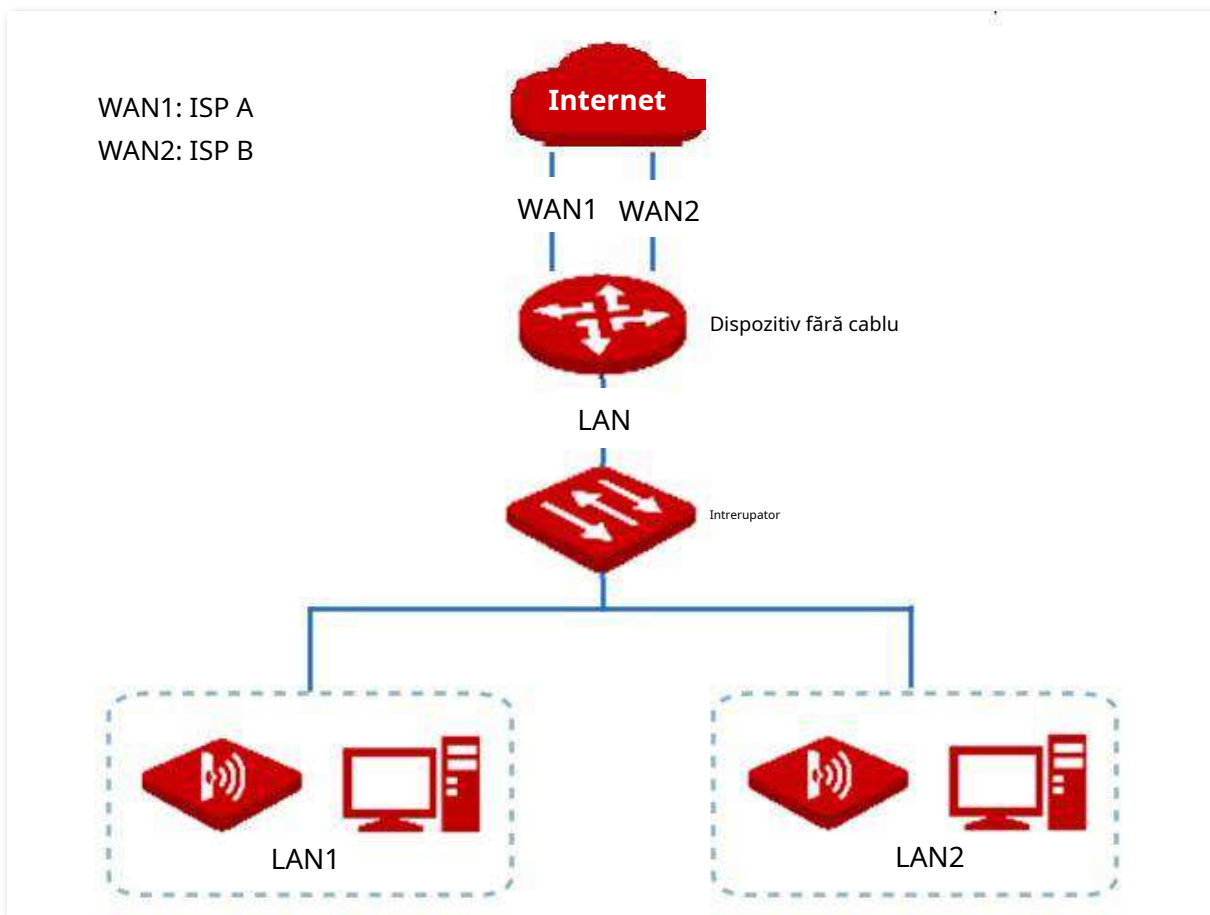 Internet
WAN1: ISP A
WAN2: ISP B
WAN1 WAN2
Dispozitiv fără cablu
LAN
Intrerupator
LAN1
LAN2